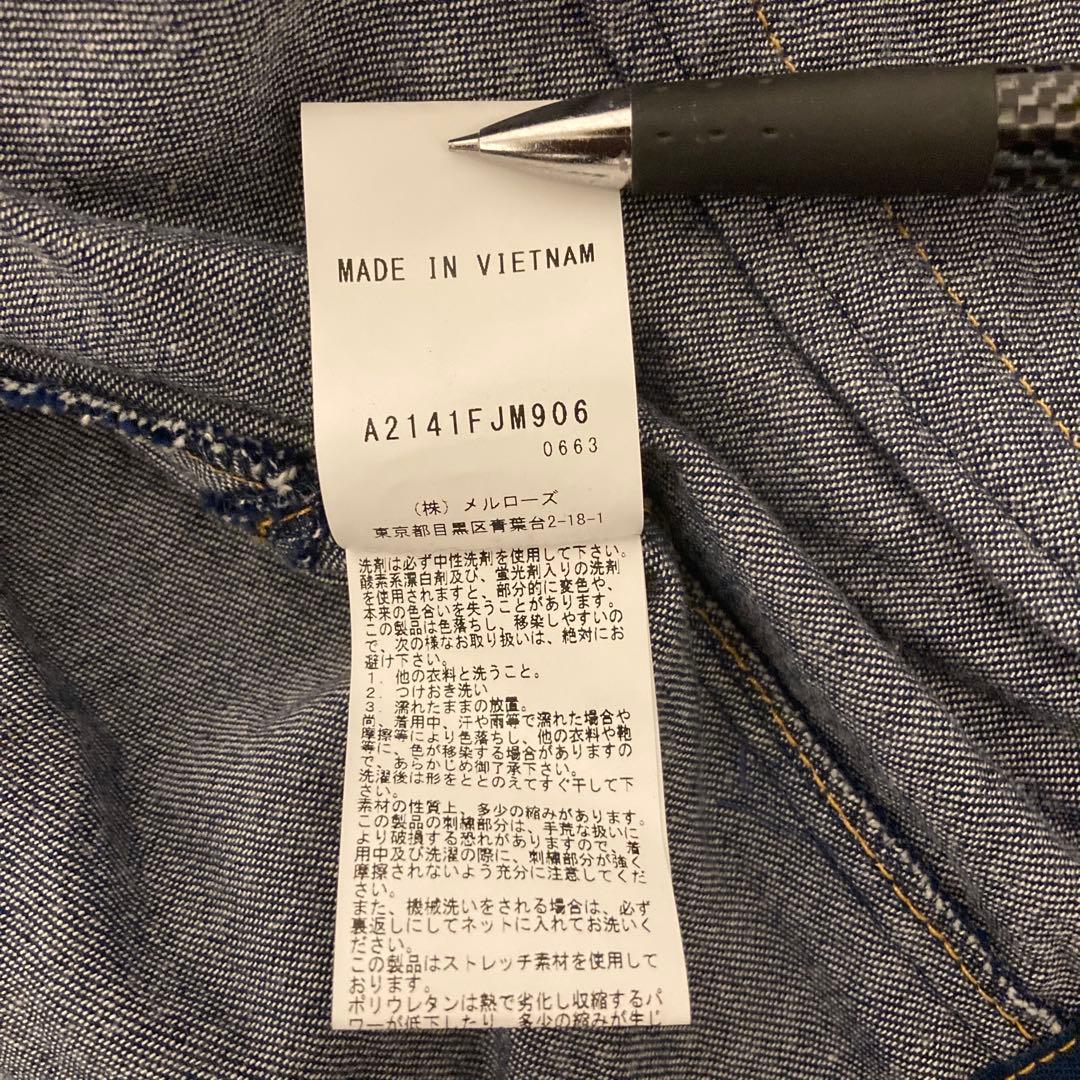 MADE IN VIETNAM
A2141FJM906
0663
（株）メルローズ
東京都目黒区青葉台2-18-1
洗剤は必ず中性洗剤を使用して下さい。
酸素系漂白剤及び、蛍光剤入りの洗剤
を使用されますと、部分的に変色や、
本来の色合いを失うことがあります。
この製品は色落ちし、移染しやすいの
で、次の様なお取り扱いは、絶対にお
避け下さい。
1．他の衣料と洗うこと。
2．つけおき洗い
3．濡れたままの放置。
尚、着用中、汗や雨等で濡れた場合や
摩擦等により色落ちし、他の衣料や鞄
等に、色が移染する場合がありますの
で、あらかじめ御了承下さい。
洗濯後は形をととのえてすぐ干して下
さい。
素材の性質上、多少の縮みがあります。
この製品の刺繍部分は、手荒な扱いに
より破損する恐れがありますので、着
用中及び洗濯の際に、刺繍部分が強く
摩擦されないよう充分に注意してくだ
さい。
また、機械洗いをされる場合は、必ず
裏返しにしてネットに入れてお洗いく
ださい。
この製品はストレッチ素材を使用して
おります。
ポリウレタンは熱で劣化し収縮するパ
ワーが低下したり、多少の縮みが生じ